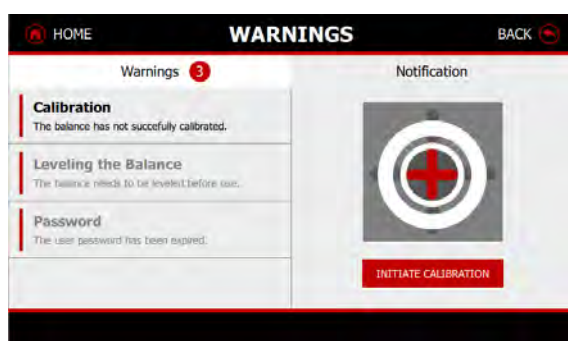 HOME
WARNINGS
BACK
Warnings 3
Notification
Calibration
The balance has not succefully calibrated.
Leveling the Balance
The balance needs to be leveled before use.
Password
The user password has been expired.
INITIATE CALIBRATION